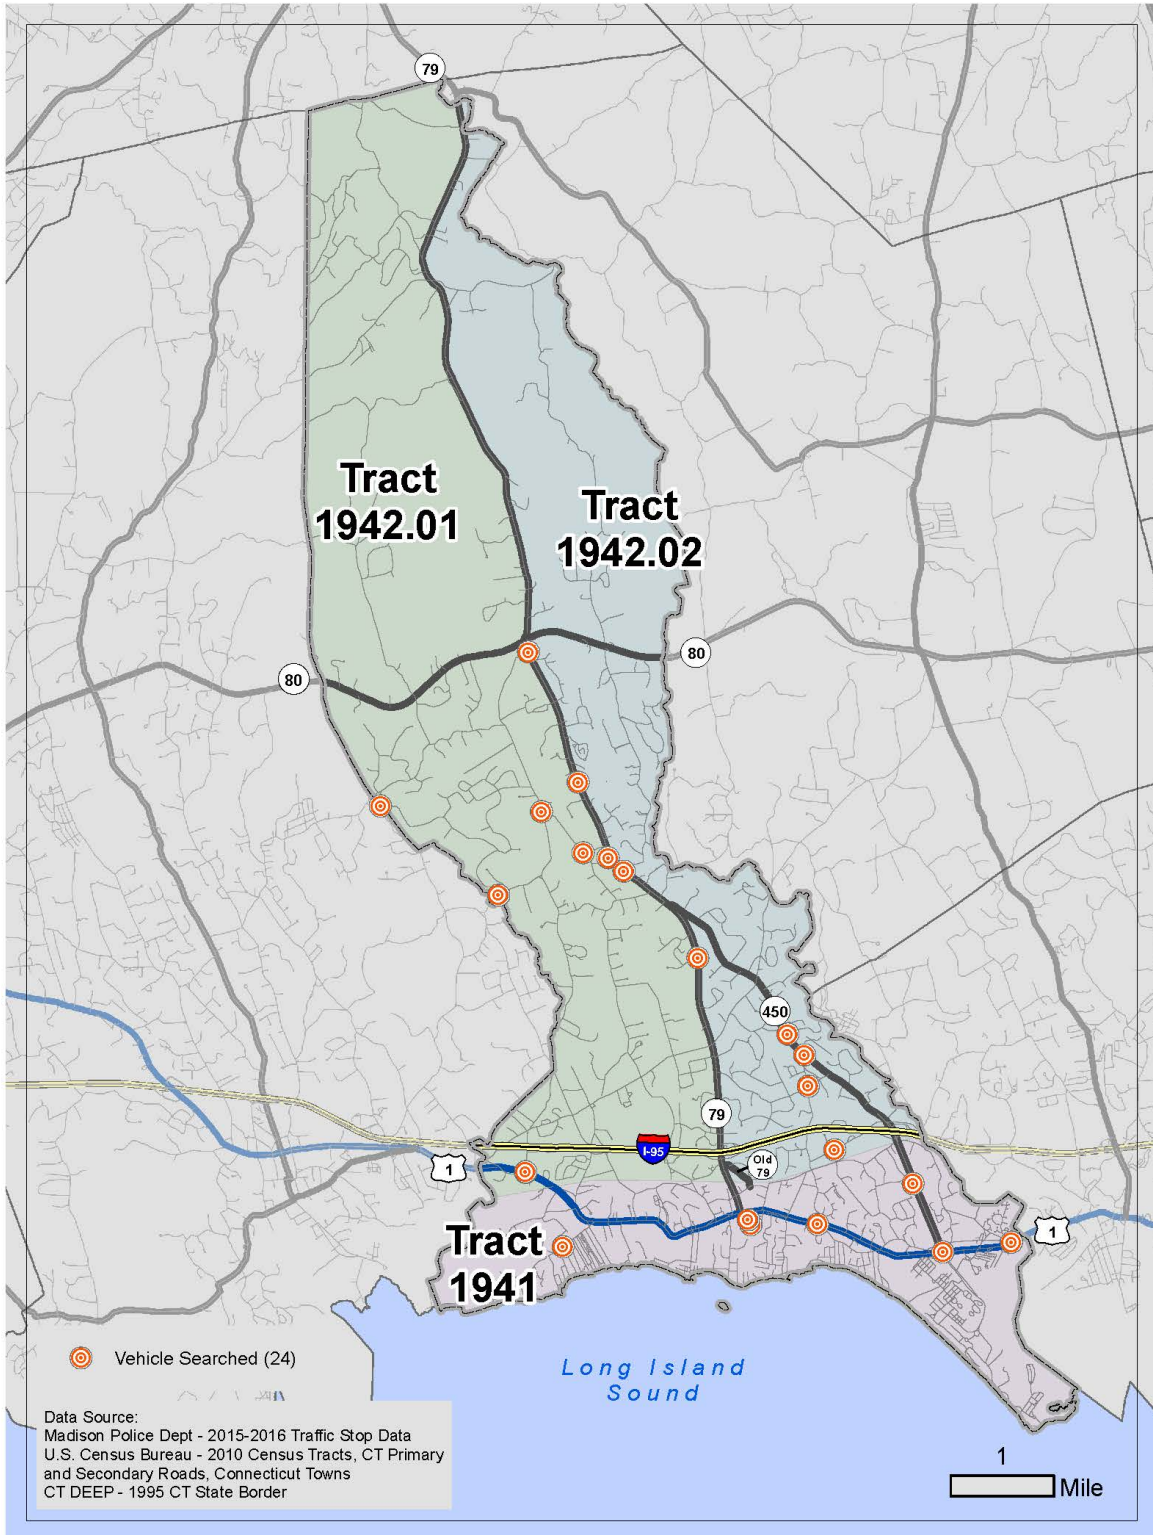 79
Tract
1942.01
Tract
1942.02
80
80
450
79
I-95
Old
79
1
1
Tract
1941
Vehicle Searched (24)
Long Island
Sound
Data Source:
Madison Police Dept - 2015-2016 Traffic Stop Data
U.S. Census Bureau - 2010 Census Tracts, CT Primary
and Secondary Roads, Connecticut Towns
CT DEEP - 1995 CT State Border
1
Mile